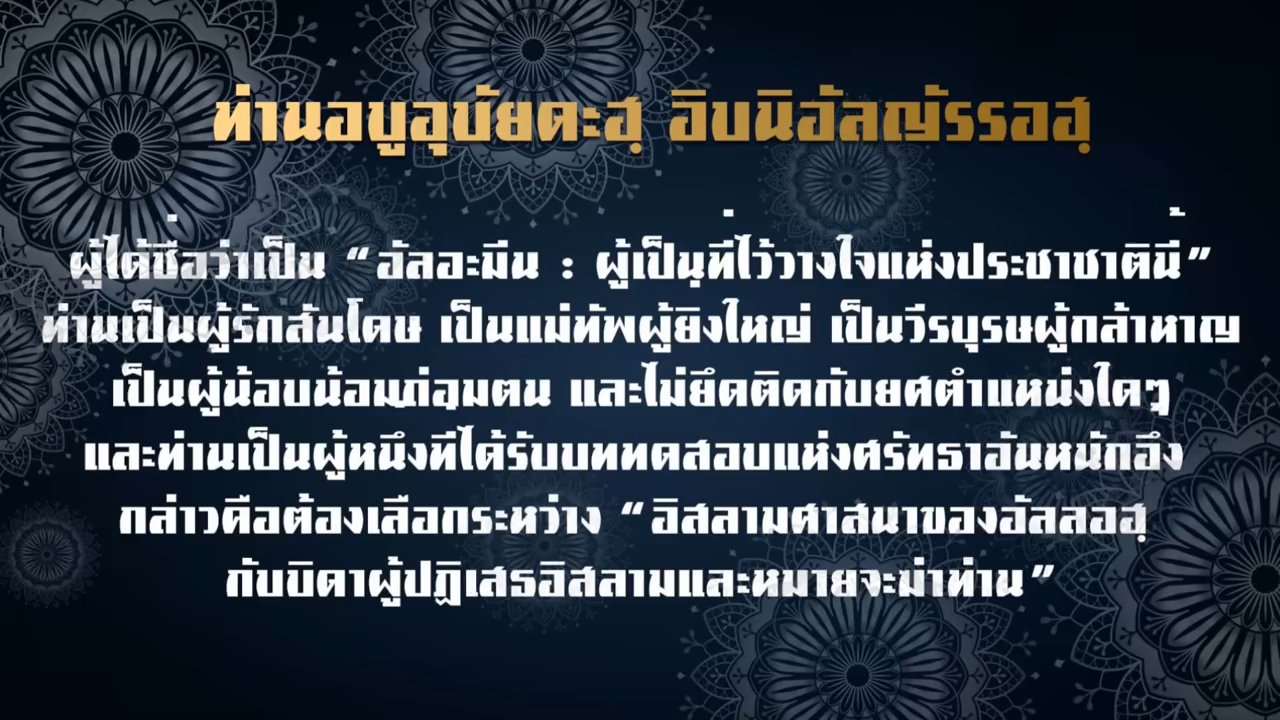 ท่านอบูอุบัยดะฮฺ อิบนิอัลญัรรอฮฺ
ผู้ได้ชื่อว่าเป็น “อัลอะมีน : ผู้เป็นที่ไว้วางใจแห่งประชาชาตินี้”
ท่านเป็นผู้รักสันโดษ เป็นแม่ทัพผู้ยิ่งใหญ่ เป็นวีรบุรษผู้กล้าหาญ
เป็นผู้น้อบน้อมถ่อมตน และไม่ยึดติดกับยศตำแหน่งใดๆ
และท่านเป็นผู้หนึ่งที่ได้รับบททดสอบแห่งศรัทธาอันหนักอึ้ง
กล่าวคือต้องเลือกระหว่าง “อิสลามศาสนาของอัลลอฮฺ
กับบิดาผู้ปฏิเสธอิสลามและหมายจะฆ่าท่าน”